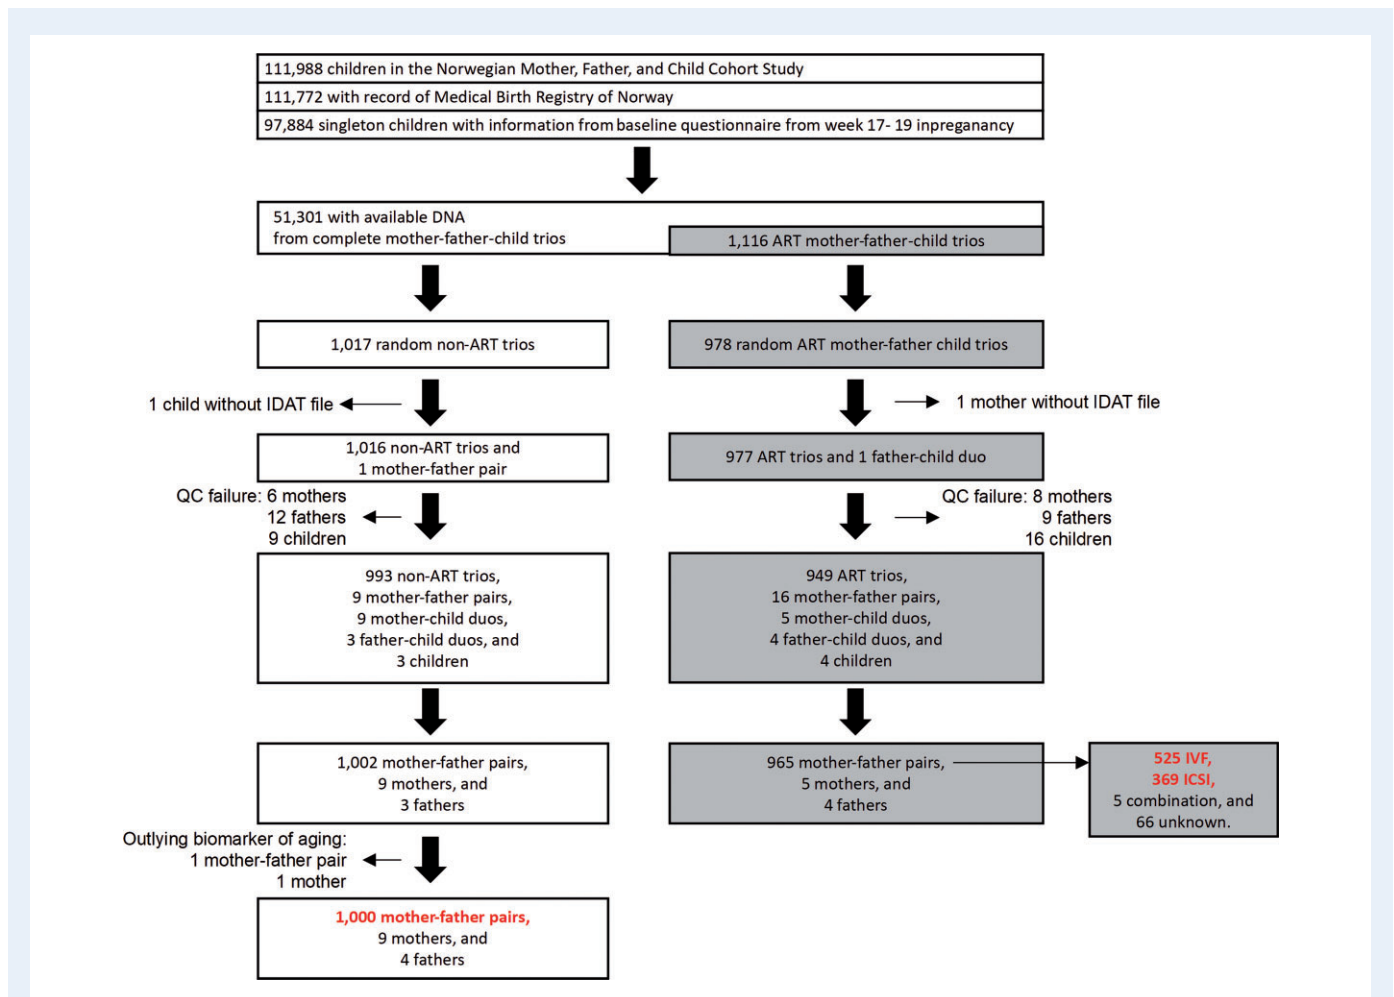 111,988 children in the Norwegian Mother, Father, and Child Cohort Study
111,772 with record of Medical Birth Registry of Norway
97,884 singleton children with information from baseline questionnaire from week 17- 19 inpreganancy
51,301 with available DNA
from complete mother-father-child trios
1,116 ART mother-father-child trios
1,017 random non-ART trios
978 random ART mother-father child trios
1 child without IDAT file
1 mother without IDAT file
1,016 non-ART trios and
1 mother-father pair
977 ART trios and 1 father-child duo
QC failure: 6 mothers
12 fathers
9 children
QC failure: 8 mothers
9 fathers
16 children
993 non-ART trios,
9 mother-father pairs,
9 mother-child duos,
3 father-child duos, and
3 children
949 ART trios,
16 mother-father pairs,
5 mother-child duos,
4 father-child duos, and
4 children
1,002 mother-father pairs,
9 mothers, and
3 fathers
965 mother-father pairs,
5 mothers, and
4 fathers
525 IVF,
369 ICSI,
5 combination, and
66 unknown.
Outlying biomarker of aging:
1 mother-father pair
1 mother
1,000 mother-father pairs,
9 mothers, and
4 fathers